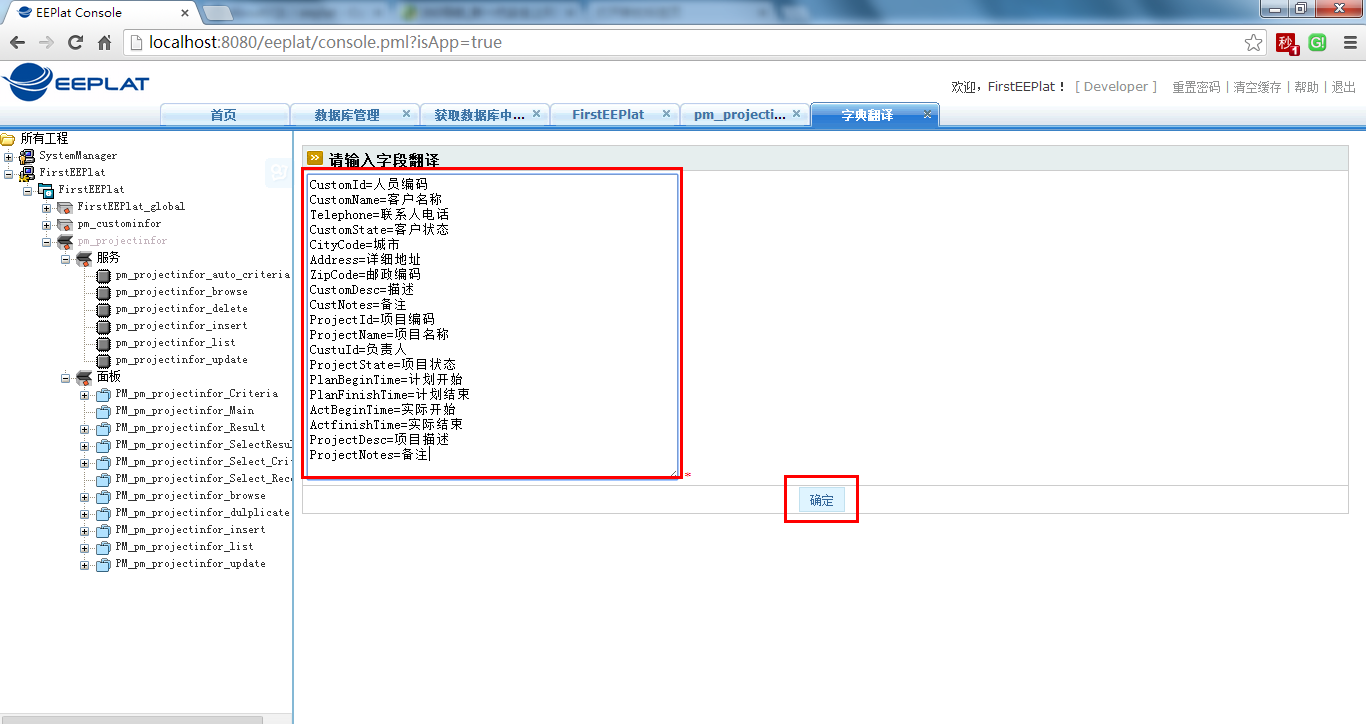 EEPlat Console
localhost:8080/eeplat/console.pml?isApp=true
秒 1 G!
EEPLAT
欢迎，FirstEEPlat！ [ Developer ] 重置密码 | 清空缓存 | 帮助 | 退出
首页
数据库管理
获取数据库中...
FirstEEPlat
pm_projecti...
字典翻译
所有工程
SystemManager
FirstEEPlat
FirstEEPlat
FirstEEPlat_global
pm_custominfor
pm_projectinfor
服务
pm_projectinfor_auto_criteria
pm_projectinfor_browse
pm_projectinfor_delete
pm_projectinfor_insert
pm_projectinfor_list
pm_projectinfor_update
面板
PM_pm_projectinfor_Criteria
PM_pm_projectinfor_Main
PM_pm_projectinfor_Result
PM_pm_projectinfor_SelectResu
PM_pm_projectinfor_Select_Cri
PM_pm_projectinfor_Select_Rec
PM_pm_projectinfor_browse
PM_pm_projectinfor_dulplicate
PM_pm_projectinfor_insert
PM_pm_projectinfor_list
PM_pm_projectinfor_update
请输入字段翻译
CustomId=人员编码
CustomName=客户名称
Telephone=联系人电话
CustomState=客户状态
CityCode=城市
Address=详细地址
ZipCode=邮政编码
CustomDesc=描述
CustNotes=备注
ProjectId=项目编码
ProjectName=项目名称
CustuId=负责人
ProjectState=项目状态
PlanBeginTime=计划开始
PlanFinishTime=计划结束
ActBeginTime=实际开始
ActfinishTime=实际结束
ProjectDesc=项目描述
ProjectNotes=备注
*
确定